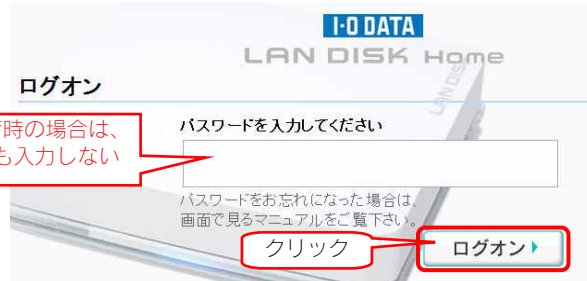 I-O DATA
LAN DISK Home
ログオン
時の場合は、
も入力しない
パスワードを入力してください
パスワードをお忘れになった場合は、
画面で見るマニュアルをご覧下さい。
クリック
ログオン
LAN DIS